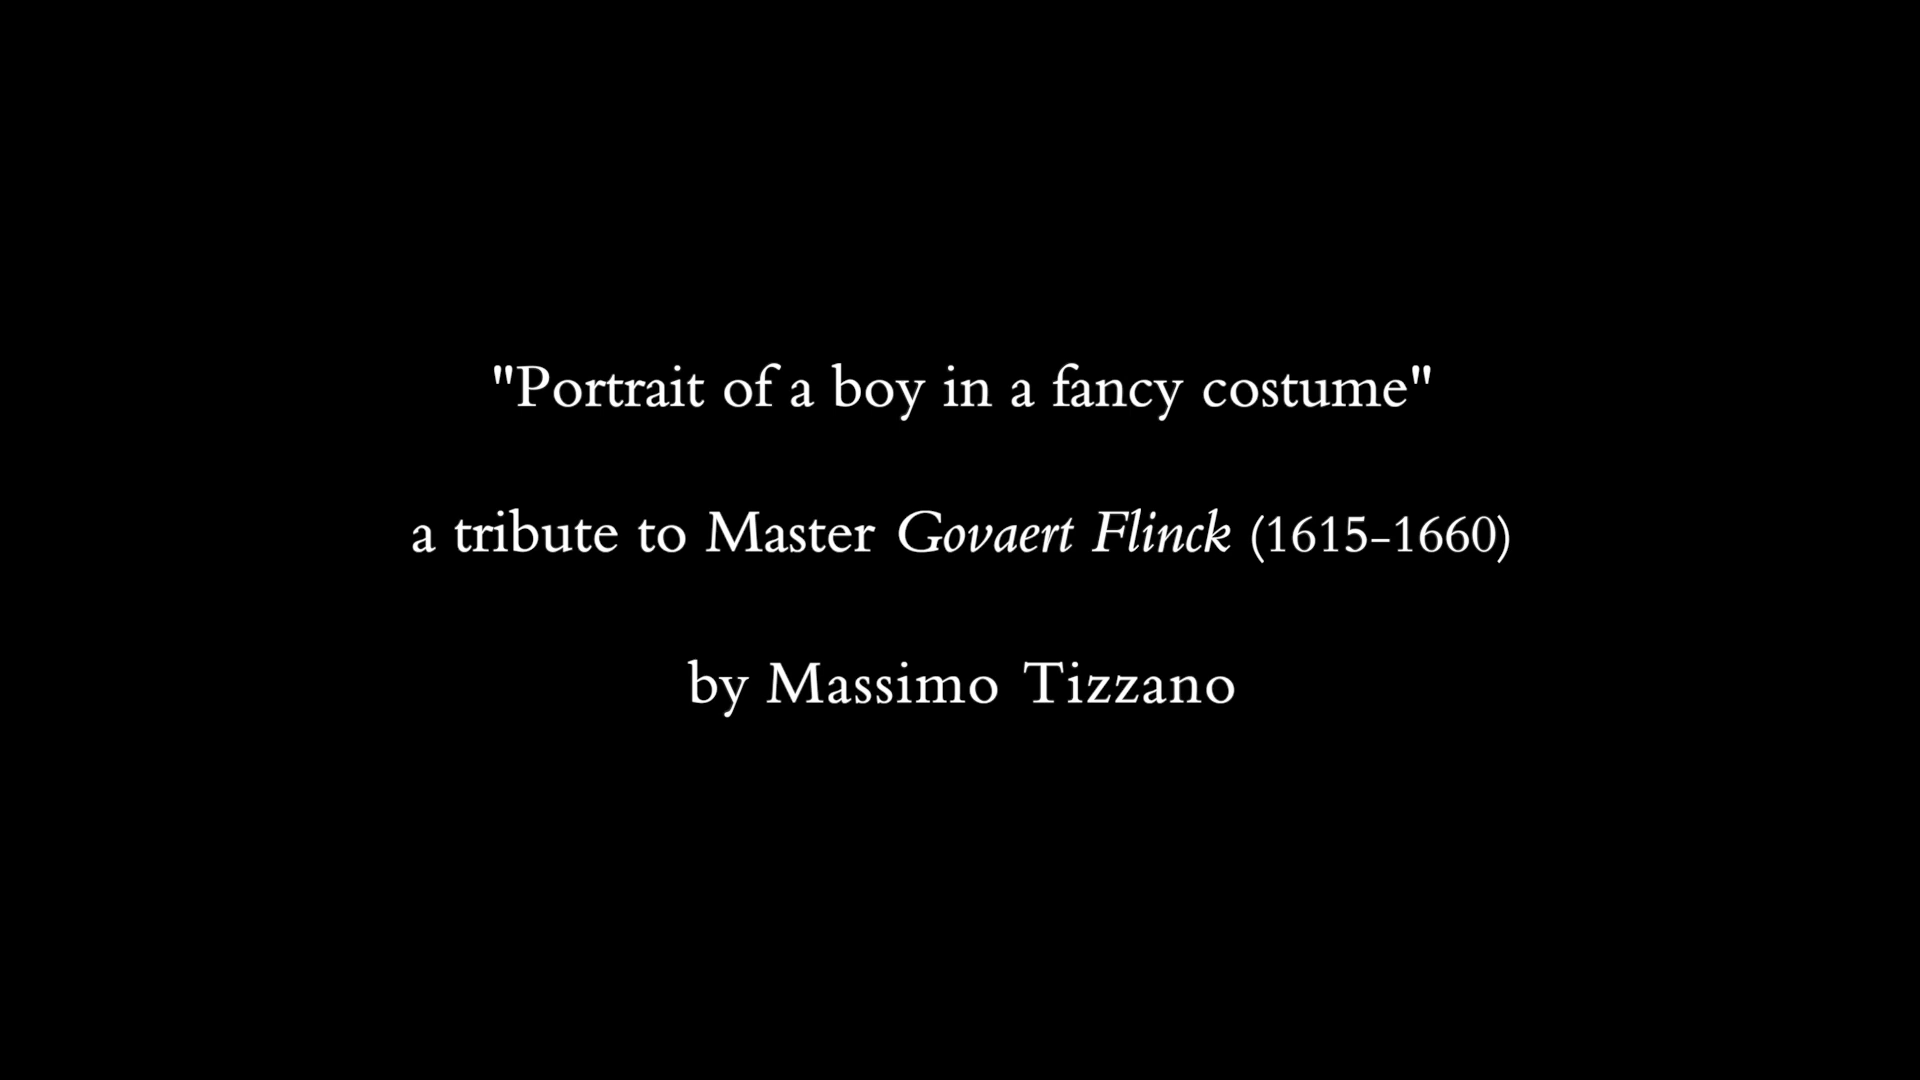 "Portrait of a boy in a fancy costume"
a tribute to Master Govaert Flinck (1615-1660)
by Massimo Tizzano